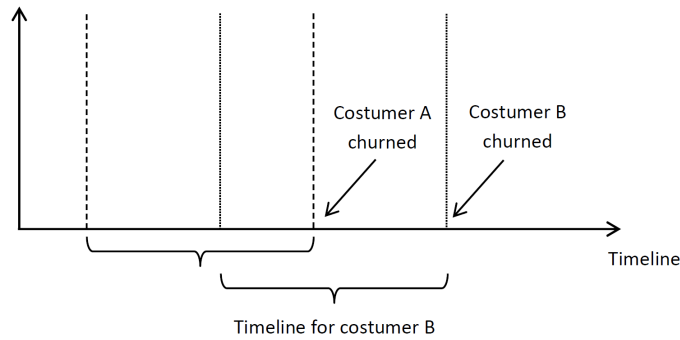 Costumer A
churned
Costumer B
churned
Timeline
Timeline for costumer B